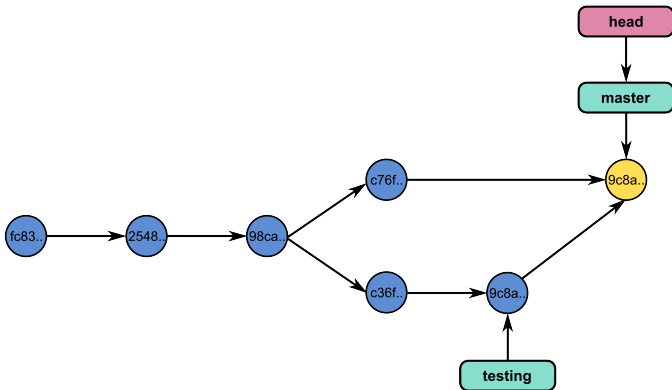 head
master
c76f..
9c8a..
fc83..
2548..
98ca..
c36f..
9c8a..
testing